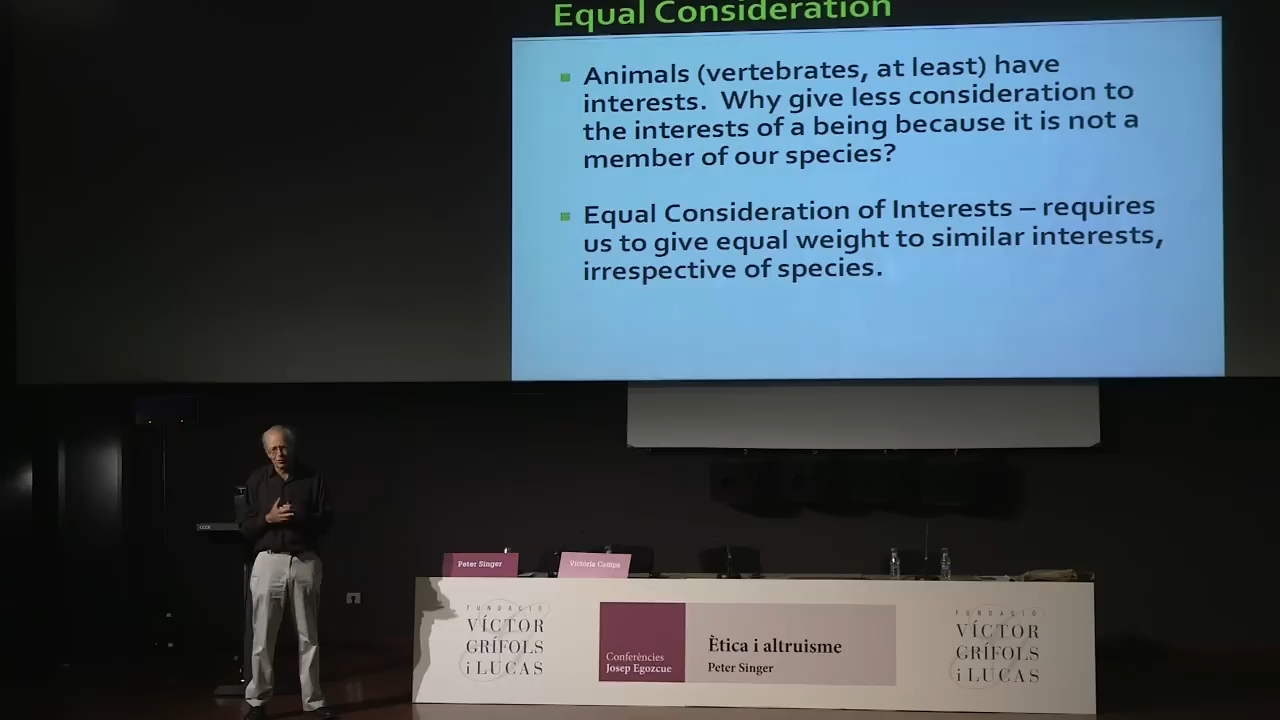 Equal Consideration
Animals (vertebrates, at least) have
interests. Why give less consideration to
the interests of a being because it is not a
member of our species?
Equal Consideration of Interests – requires
us to give equal weight to similar interests,
irrespective of species.
Peter Singer
Victòria Camps
FUNDACIÓ
VÍCTOR
GRÍFOLS
i LUCAS
Conferències
Josep Egozcue
Ètica i altruisme
Peter Singer
FUNDACIÓ
VÍCTOR
GRÍFOLS
i LUCAS